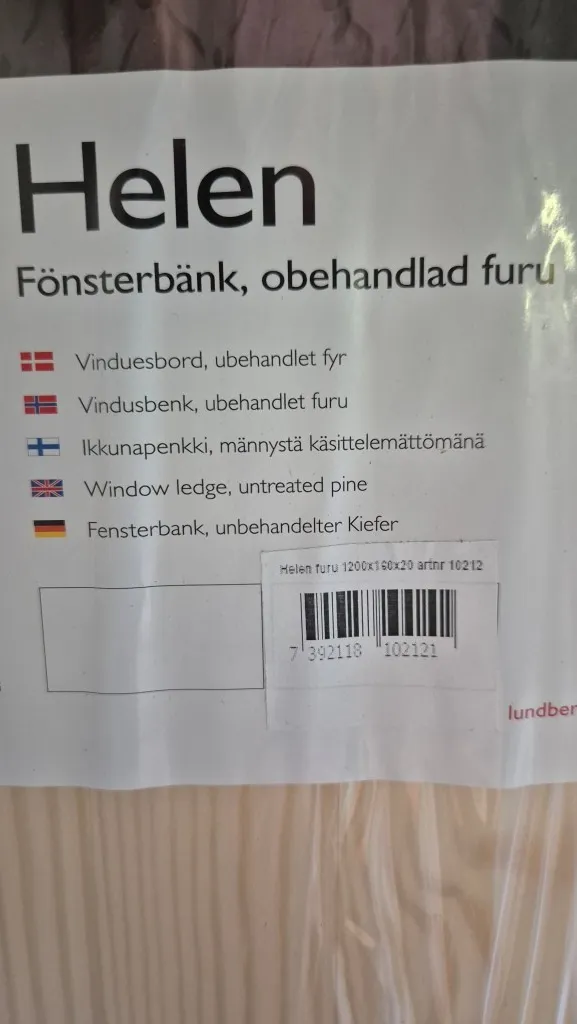 Helen
Fönsterbänk, obehandlad furu
Vinduesbord, ubehandlet fyr
Vindusbenk, ubehandlet furu
Ikkunapenkki, männystä käsittelemättömänä
Window ledge, untreated pine
Fensterbank, unbehandelter Kiefer
Helen furu 1200x160x20 artnr 10212
7 392118 102121
lundber